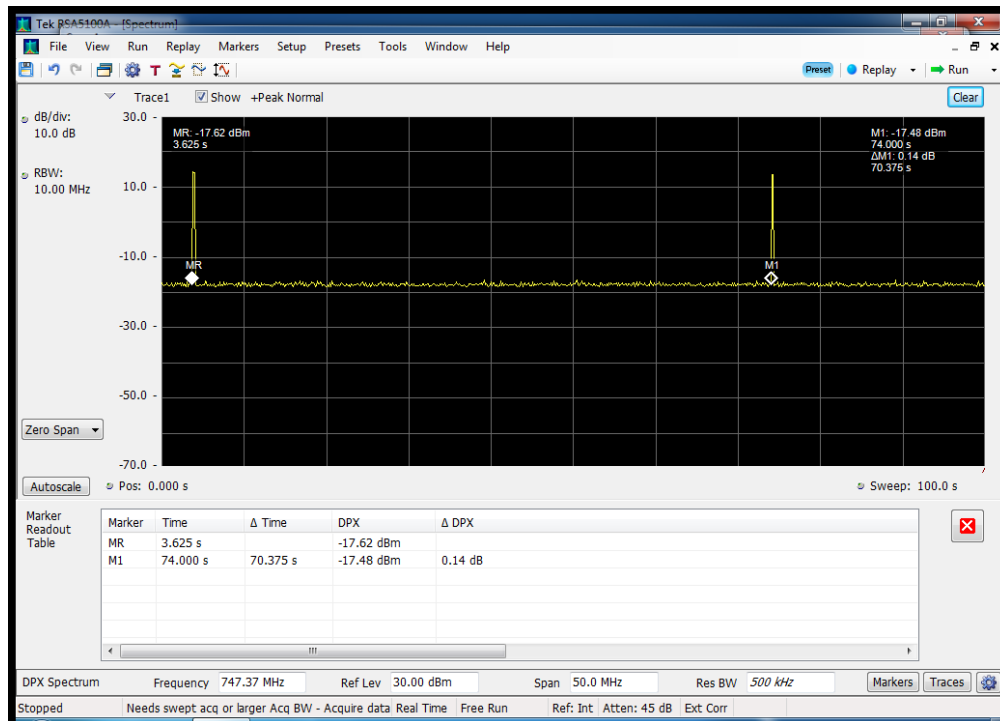 Tek RSA5100A - [Spectrum]
File View Run Replay Markers Setup Presets Tools Window Help
T Preset Replay Run
Trace1 Show +Peak Normal Clear
dB/div:
10.0 dB
RBW:
10.00 MHz
30.0
10.0
-10.0
-30.0
-50.0
-70.0
MR: -17.62 dBm
3.625 s
M1: -17.48 dBm
74.000 s
ΔM1: 0.14 dB
70.375 s
MR
M1
Zero Span
Autoscale Pos: 0.000 s Sweep: 100.0 s
Marker
Readout
Table
Marker Time Δ Time DPX Δ DPX
MR 3.625 s -17.62 dBm
M1 74.000 s 70.375 s -17.48 dBm 0.14 dB
DPX Spectrum Frequency 747.37 MHz Ref Lev 30.00 dBm Span 50.0 MHz Res BW 500 kHz Markers Traces
Stopped Needs swept acq or larger Acq BW - Acquire data Real Time Free Run Ref: Int Atten: 45 dB Ext Corr